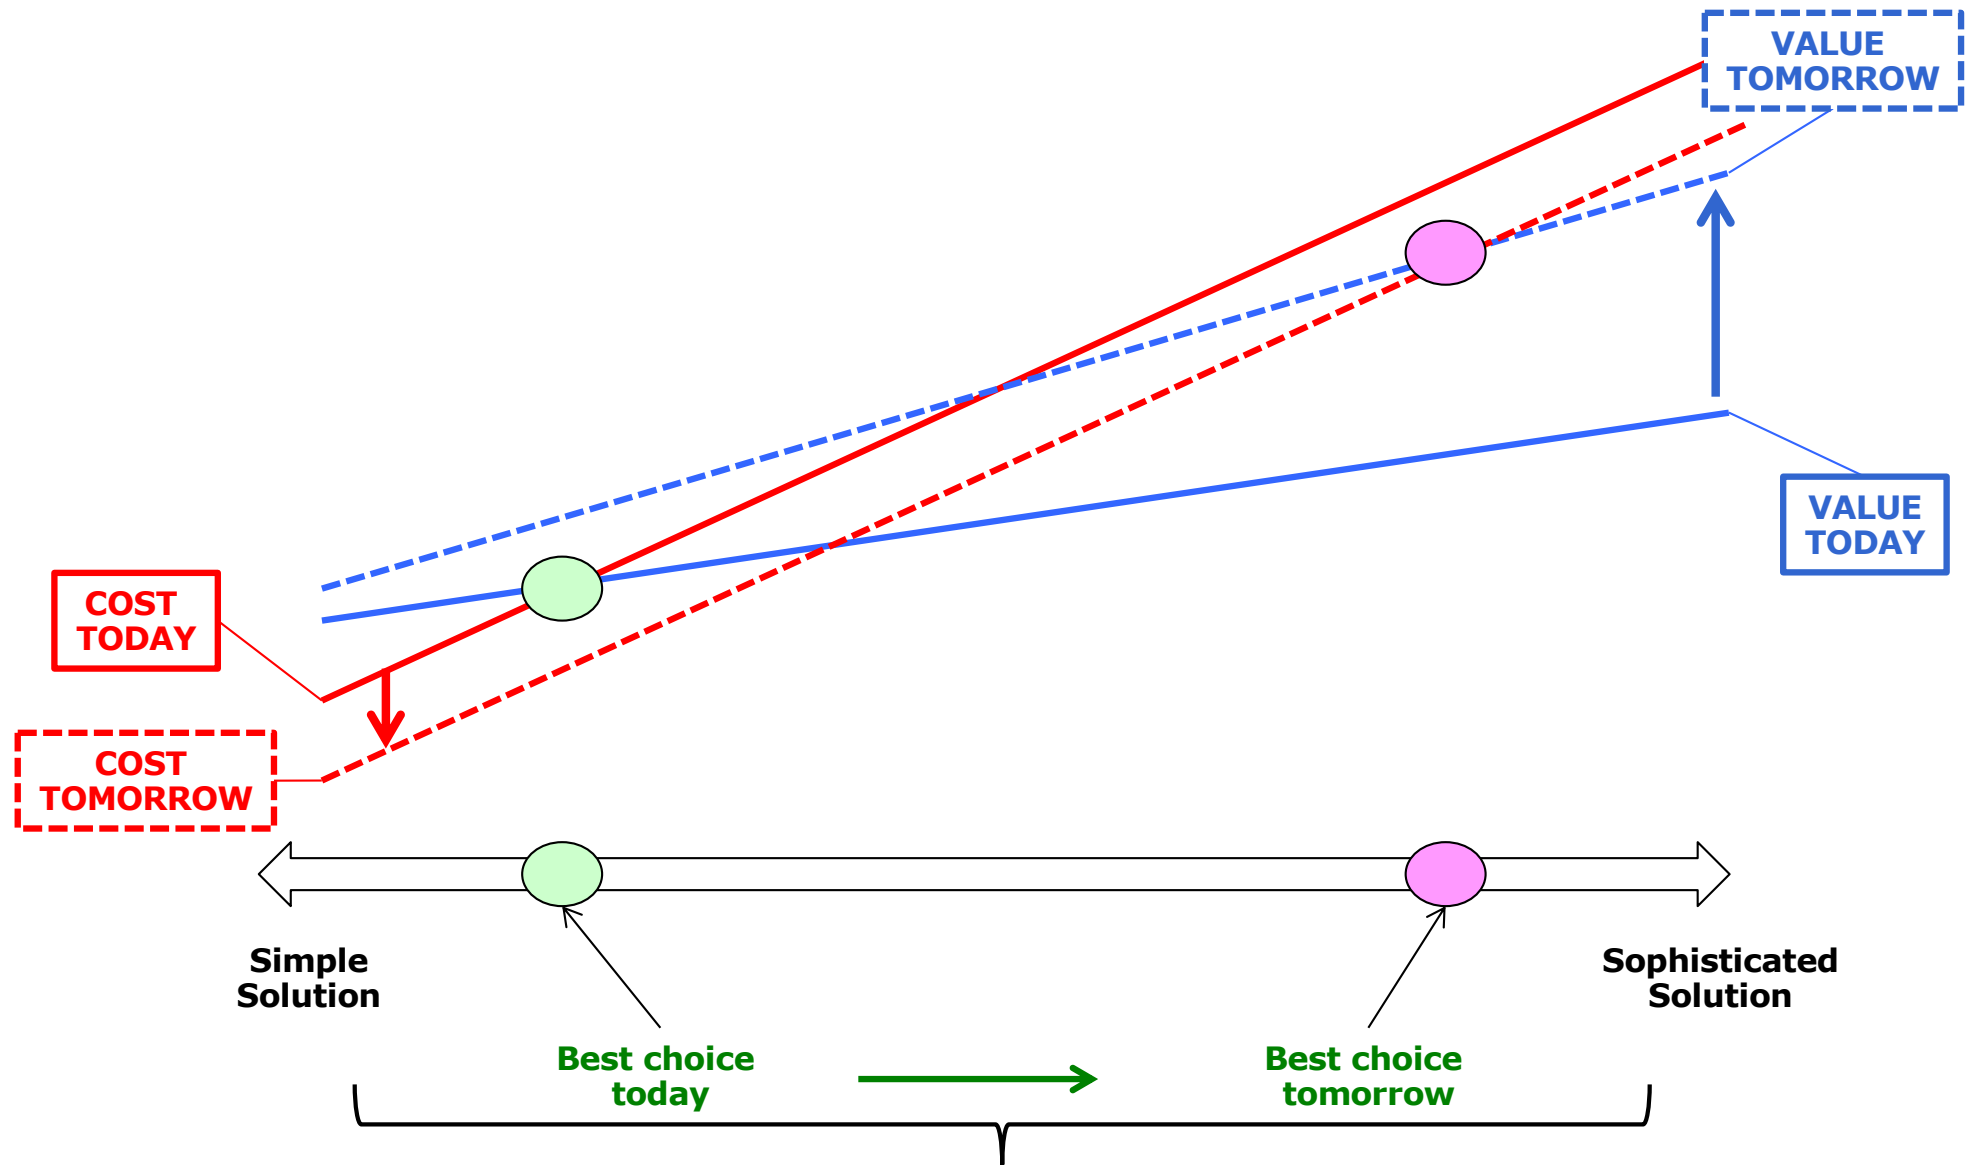 VALUE
TOMORROW
VALUE
TODAY
COST
TODAY
COST
TOMORROW
Simple
Solution
Sophisticated
Solution
Best choice
today
Best choice
tomorrow